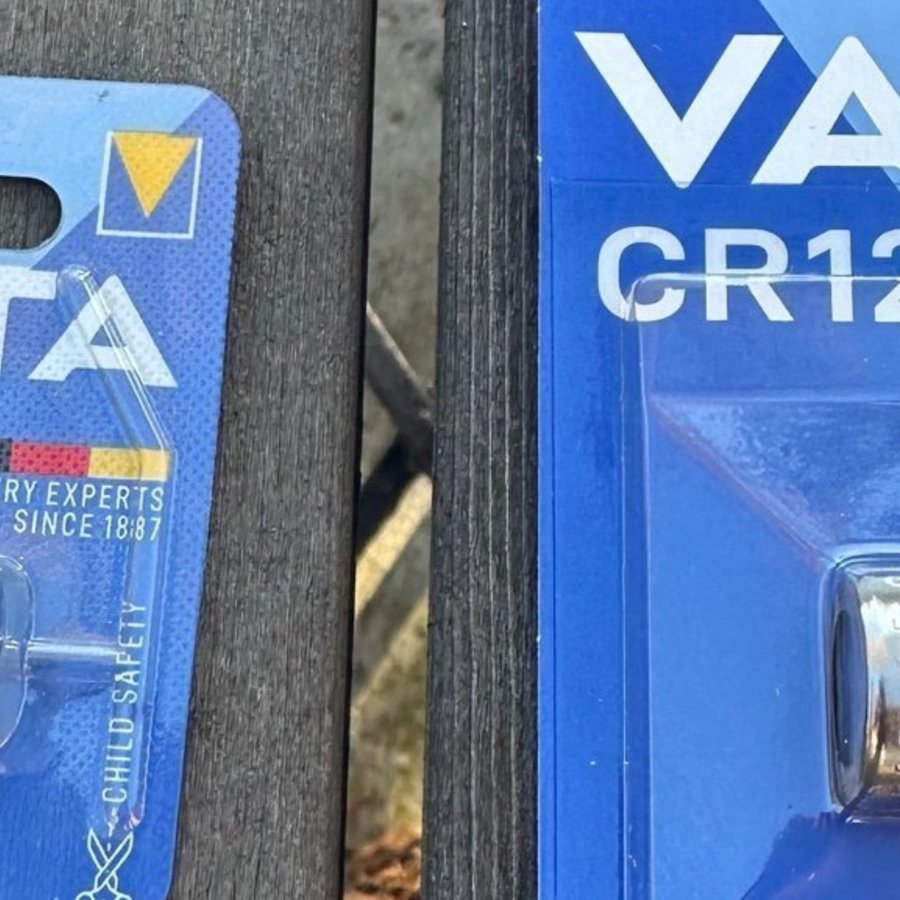 TA
RY EXPERTS
SINCE 1887
CHILD SAFETY
VA
CR12